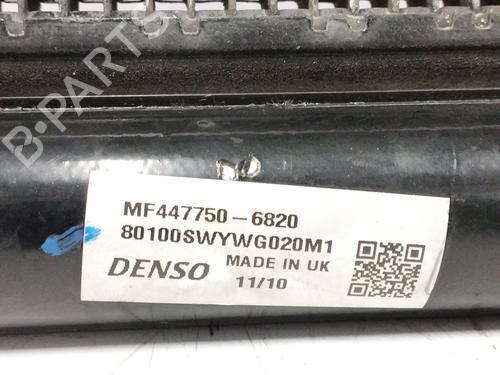 B-PARTS
MF447750-6820
80100SWYWG020M1
DENSO MADE IN UK
11/10